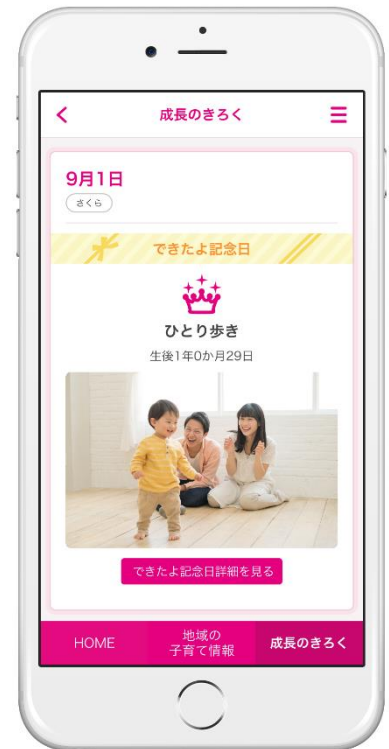 成長のきろく
9月1日
さくら
できたよ記念日
ひとり歩き
生後1年0か月29日
できたよ記念日詳細を見る
HOME
地域の
子育て情報
成長のきろく